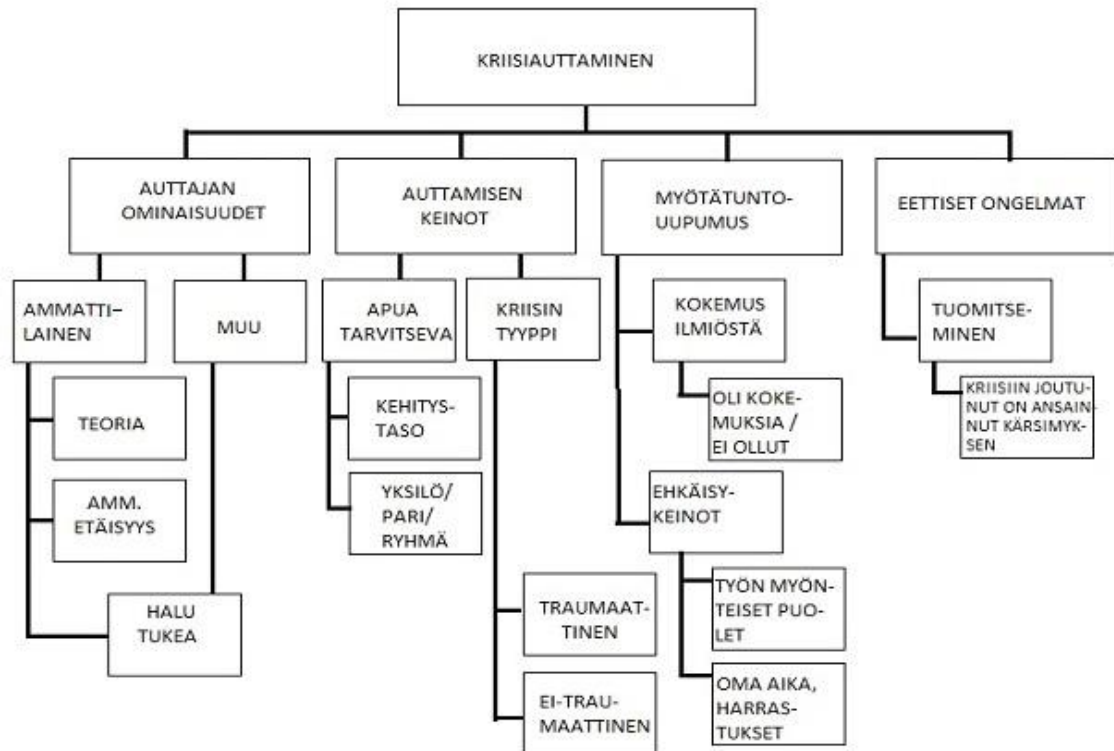 KRIISIAUTTAMINEN
AUTTAJAN
OMINAISUUDET
AUTTAMISEN
KEINOT
MYÖTÄTUNTO-
UUPUMUS
EETTISET ONGELMAT
AMMATTI–
LAINEN
MUU
APUA
TARVITSEVA
KRIISIN
TYYPPI
KOKEMUS
ILMIÖSTÄ
TUOMITSE-
MINEN
TEORIA
KEHITYS-
TASO
OLI KOKE-
MUKSIA /
EI OLLUT
KRIISIIN JOUTU-
NUT ON ANSAIN-
NUT KÄRSIMYK-
SEN
AMM.
ETÄISYYS
YKSILÖ/
PARI/
RYHMÄ
EHKÄISY-
KEINOT
HALU
TUKEA
TRAUMAAT-
TINEN
TYÖN MYÖN-
TEISET PUO-
LET
EI-TRAU-
MAATTINEN
OMA AIKA,
HARRAS-
TUKSET